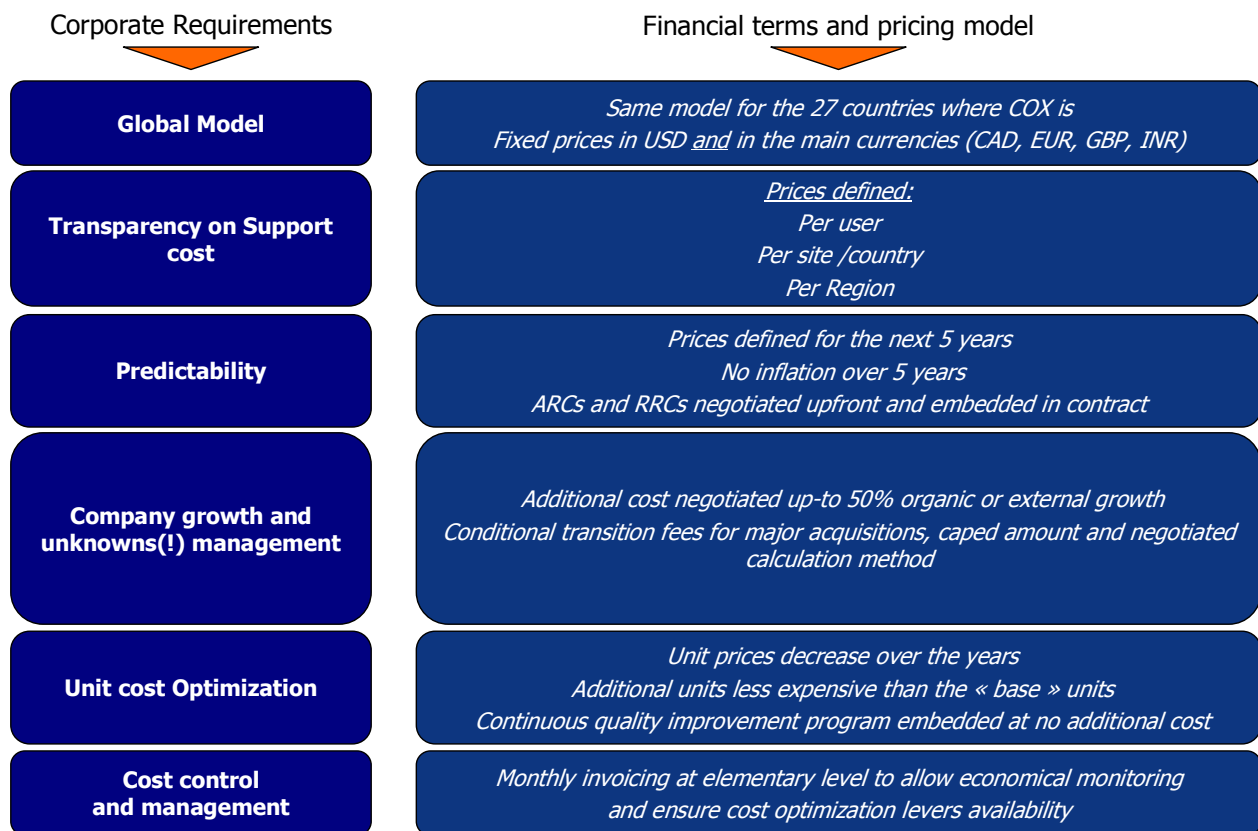 Corporate Requirements
Financial terms and pricing model
Global Model
Same model for the 27 countries where COX is
Fixed prices in USD and in the main currencies (CAD, EUR, GBP, INR)
Transparency on Support
cost
Prices defined:
Per user
Per site /country
Per Region
Predictability
Prices defined for the next 5 years
No inflation over 5 years
ARCs and RRCs negotiated upfront and embedded in contract
Company growth and
unknowns(!) management
Additional cost negotiated up-to 50% organic or external growth
Conditional transition fees for major acquisitions, caped amount and negotiated
calculation method
Unit cost Optimization
Unit prices decrease over the years
Additional units less expensive than the « base » units
Continuous quality improvement program embedded at no additional cost
Cost control
and management
Monthly invoicing at elementary level to allow economical monitoring
and ensure cost optimization levers availability